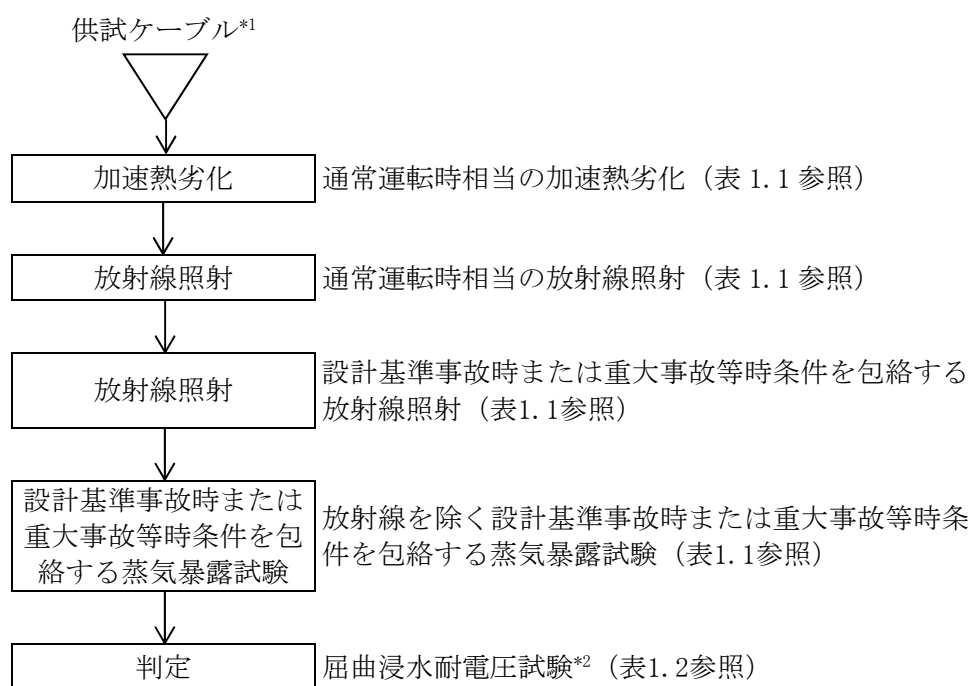 供試ケーブル*1
加速熱劣化
通常運転時相当の加速熱劣化（表 1.1 参照）
放射線照射
通常運転時相当の放射線照射（表 1.1 参照）
放射線照射
設計基準事故時または重大事故等時条件を包絡する
放射線照射（表1.1参照）
設計基準事故時または
重大事故等時条件を包
絡する蒸気暴露試験
放射線を除く設計基準事故時または重大事故等時条
件を包絡する蒸気暴露試験（表1.1参照）
判定
屈曲浸水耐電圧試験*2（表1.2参照）